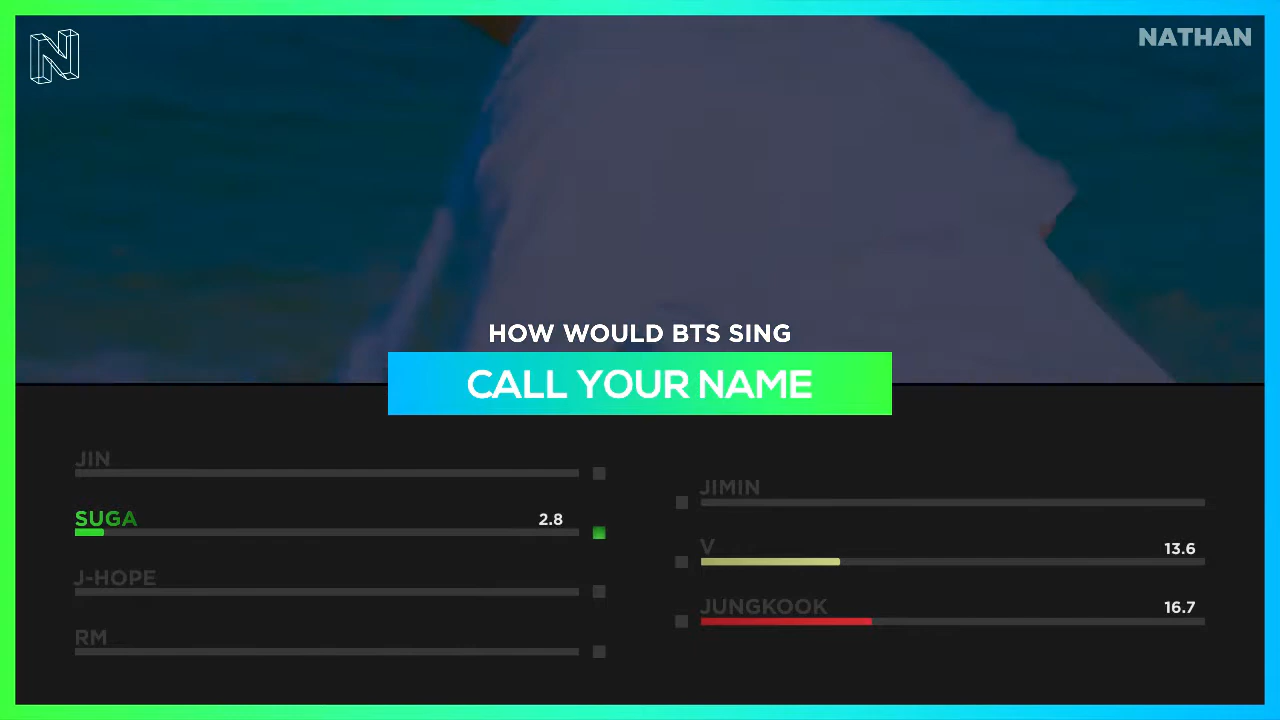 N
NATHAN
HOW WOULD BTS SING
CALL YOUR NAME
JIN
SUGA 2.8
J-HOPE
RM
JIMIN
V 13.6
JUNGKOOK 16.7